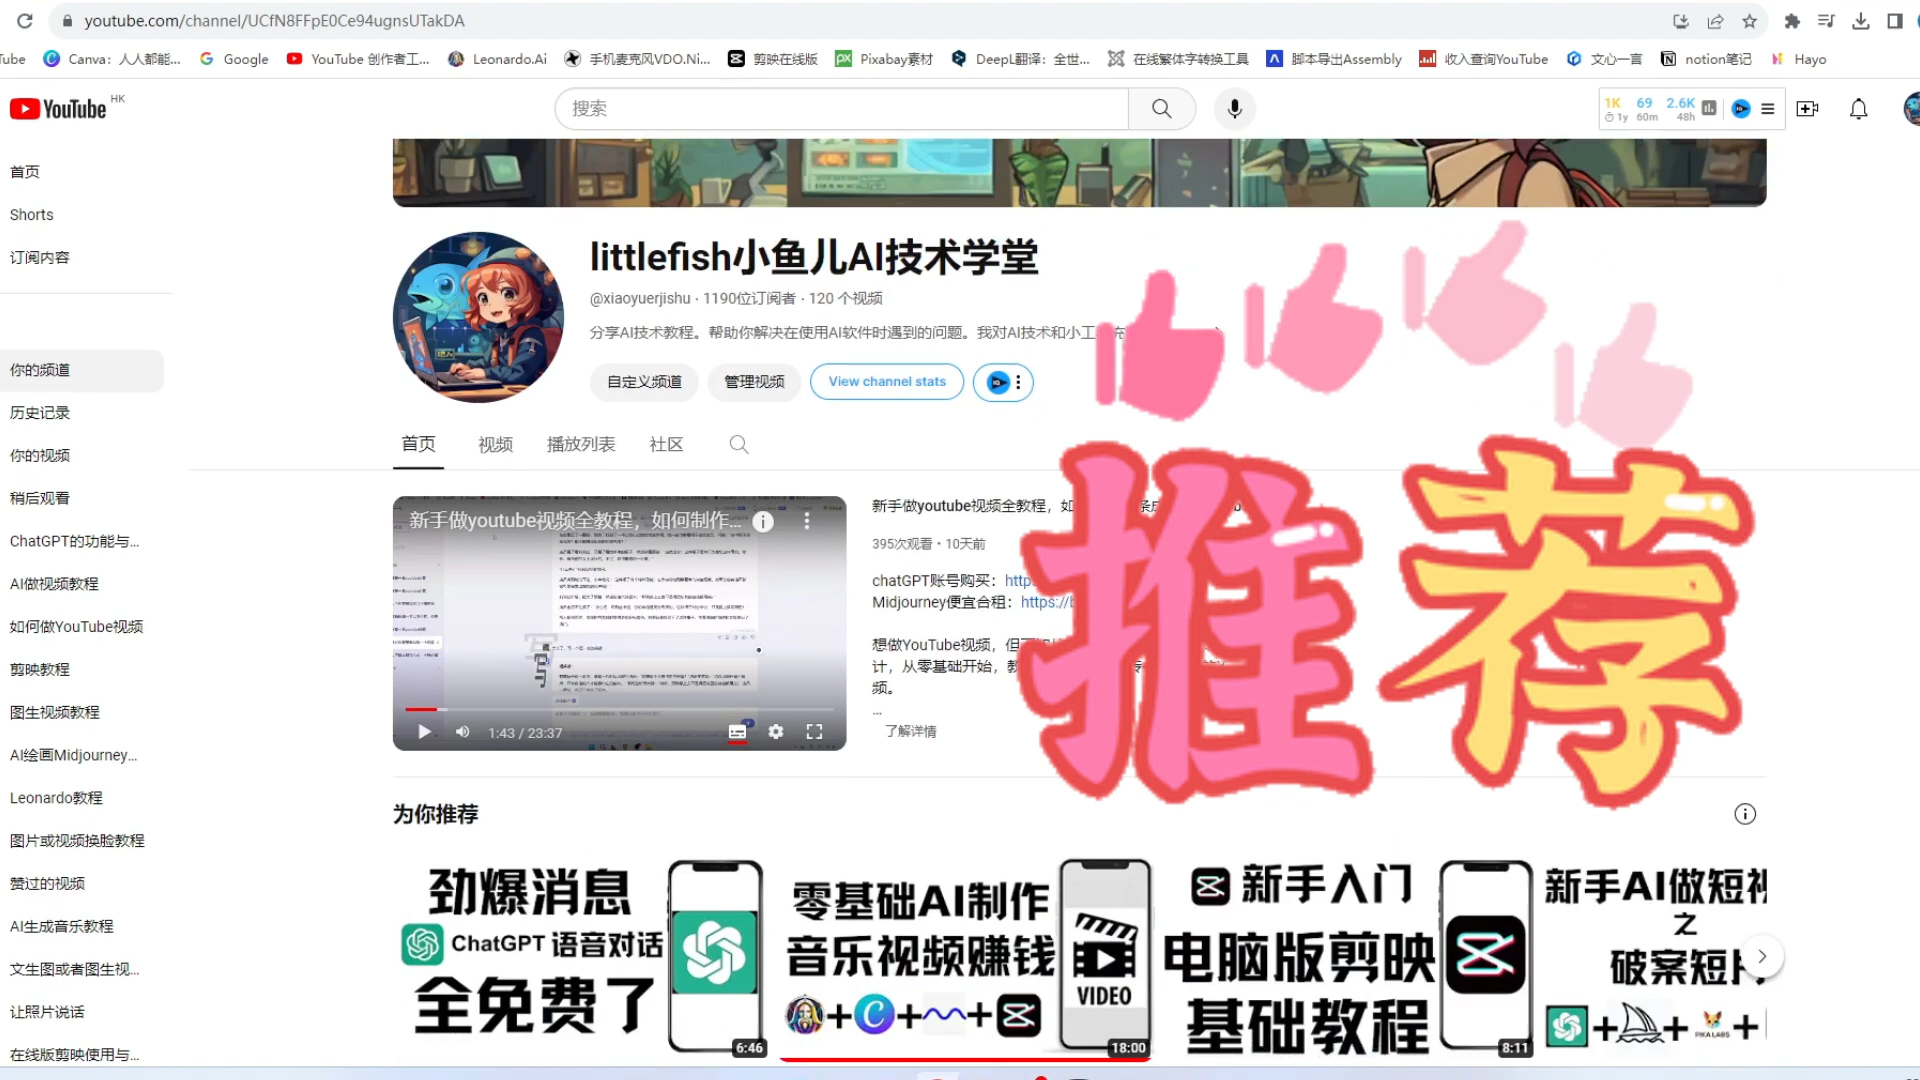 youtube.com/channel/UCfN8FFpE0Ce94ugnsUTakDA
Tube Canva：人人都能... Google YouTube 创作者工... Leonardo.Ai 手机麦克风VDO.Ni... 剪映在线版 Pixabay素材 DeepL翻译：全世... 在线繁体字转换工具 脚本导出Assembly 收入查询YouTube 文心一言 notion笔记 Hayo
YouTube HK
搜索
1K 69 2.6K
1y 60m 48h
首页
Shorts
订阅内容
你的频道
历史记录
你的视频
稍后观看
ChatGPT的功能与...
AI做视频教程
如何做YouTube视频
剪映教程
图生视频教程
AI绘画Midjourney...
Leonardo教程
图片或视频换脸教程
赞过的视频
AI生成音乐教程
文生图或者图生视...
让照片说话
在线版剪映使用与...
littlefish小鱼儿AI技术学堂
@xiaoyuerjishu · 1190位订阅者 · 120 个视频
分享AI技术教程。帮助你解决在使用AI软件时遇到的问题。我对AI技术和小工
自定义频道 管理视频 View channel stats
首页 视频 播放列表 社区
新手做youtube视频全教程，如何制作...
写
1:43 / 23:37
新手做youtube视频全教程，如
395次观看 · 10天前
chatGPT账号购买： http
Midjourney便宜合租： https://b
想做YouTube视频，但
计，从零基础开始，教
频。
...
了解详情
推荐
为你推荐
劲爆消息
ChatGPT 语音对话
全免费了
6:46
零基础AI制作
音乐视频赚钱
VIDEO
18:00
新手入门
电脑版剪映
基础教程
8:11
新手AI做短视
之
破案短片
PIKA LABS